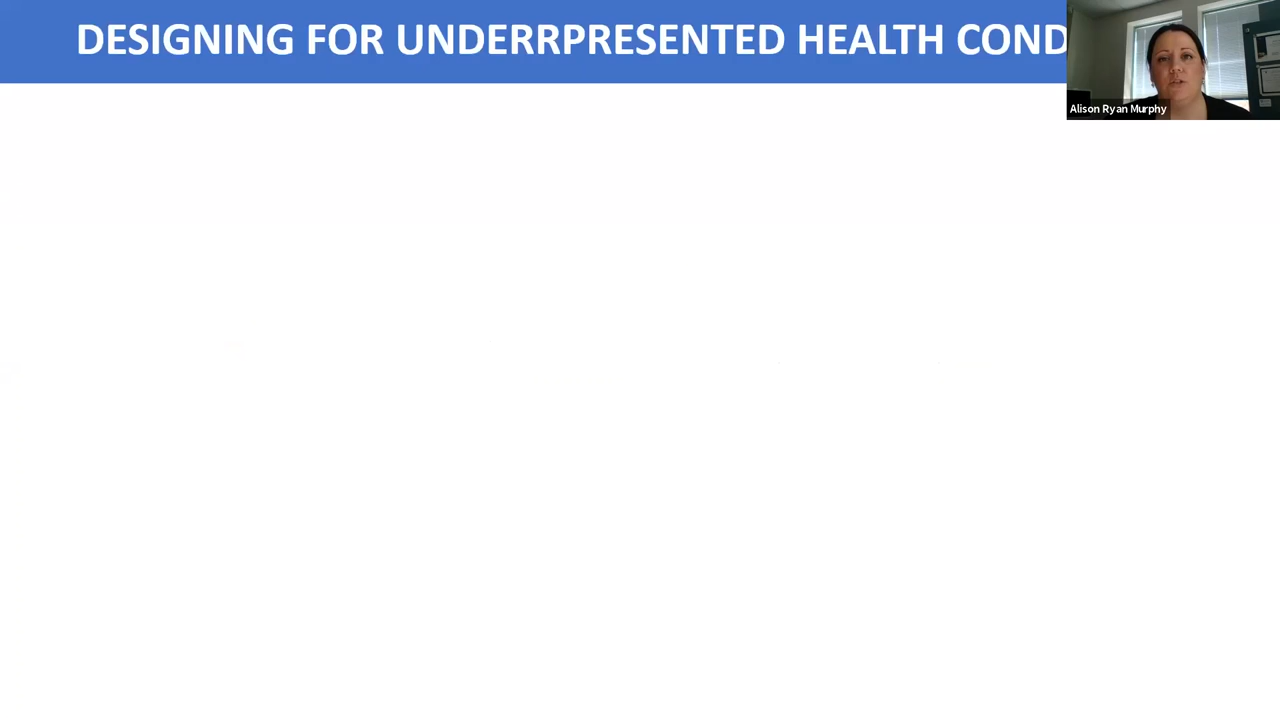 DESIGNING FOR UNDERRPRESENTED HEALTH COND
Alison Ryan Murphy